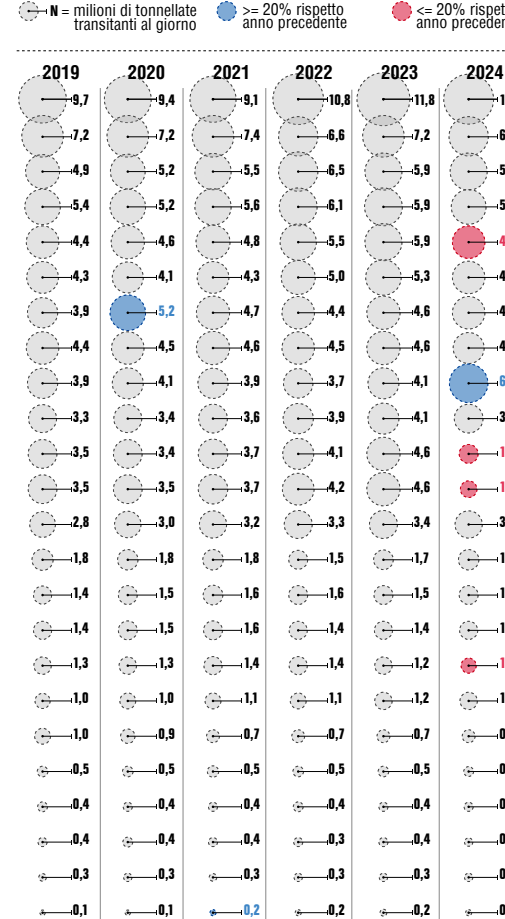 N = milioni di tonnellate
transitanti al giorno
>= 20% rispetto
anno precedente
<= 20%
anno
2019 2020 2021 2022 2023 2024
9,7 9,4 9,1 10,8 11,8
7,2 7,2 7,4 6,6 7,2
4,9 5,2 5,5 6,5 5,9
5,4 5,2 5,6 6,1 5,9
4,4 4,6 4,8 5,5 5,9
4,3 4,1 4,3 5,0 5,3
3,9 5,2 4,7 4,4 4,6
4,4 4,5 4,6 4,5 4,6
3,9 4,1 3,9 3,7 4,1
3,3 3,4 3,6 3,9 4,1
3,5 3,4 3,7 4,1 4,6
3,5 3,5 3,7 4,2 4,6
2,8 3,0 3,2 3,3 3,4
1,8 1,8 1,8 1,5 1,7
1,4 1,5 1,6 1,6 1,5
1,4 1,5 1,6 1,4 1,4
1,3 1,3 1,4 1,4 1,2
1,0 1,0 1,1 1,1 1,2
1,0 0,9 0,7 0,7 0,7
0,5 0,5 0,5 0,5 0,5
0,4 0,4 0,4 0,4 0,4
0,4 0,4 0,4 0,3 0,4
0,3 0,3 0,3 0,3 0,3
0,1 0,1 0,2 0,2 0,2